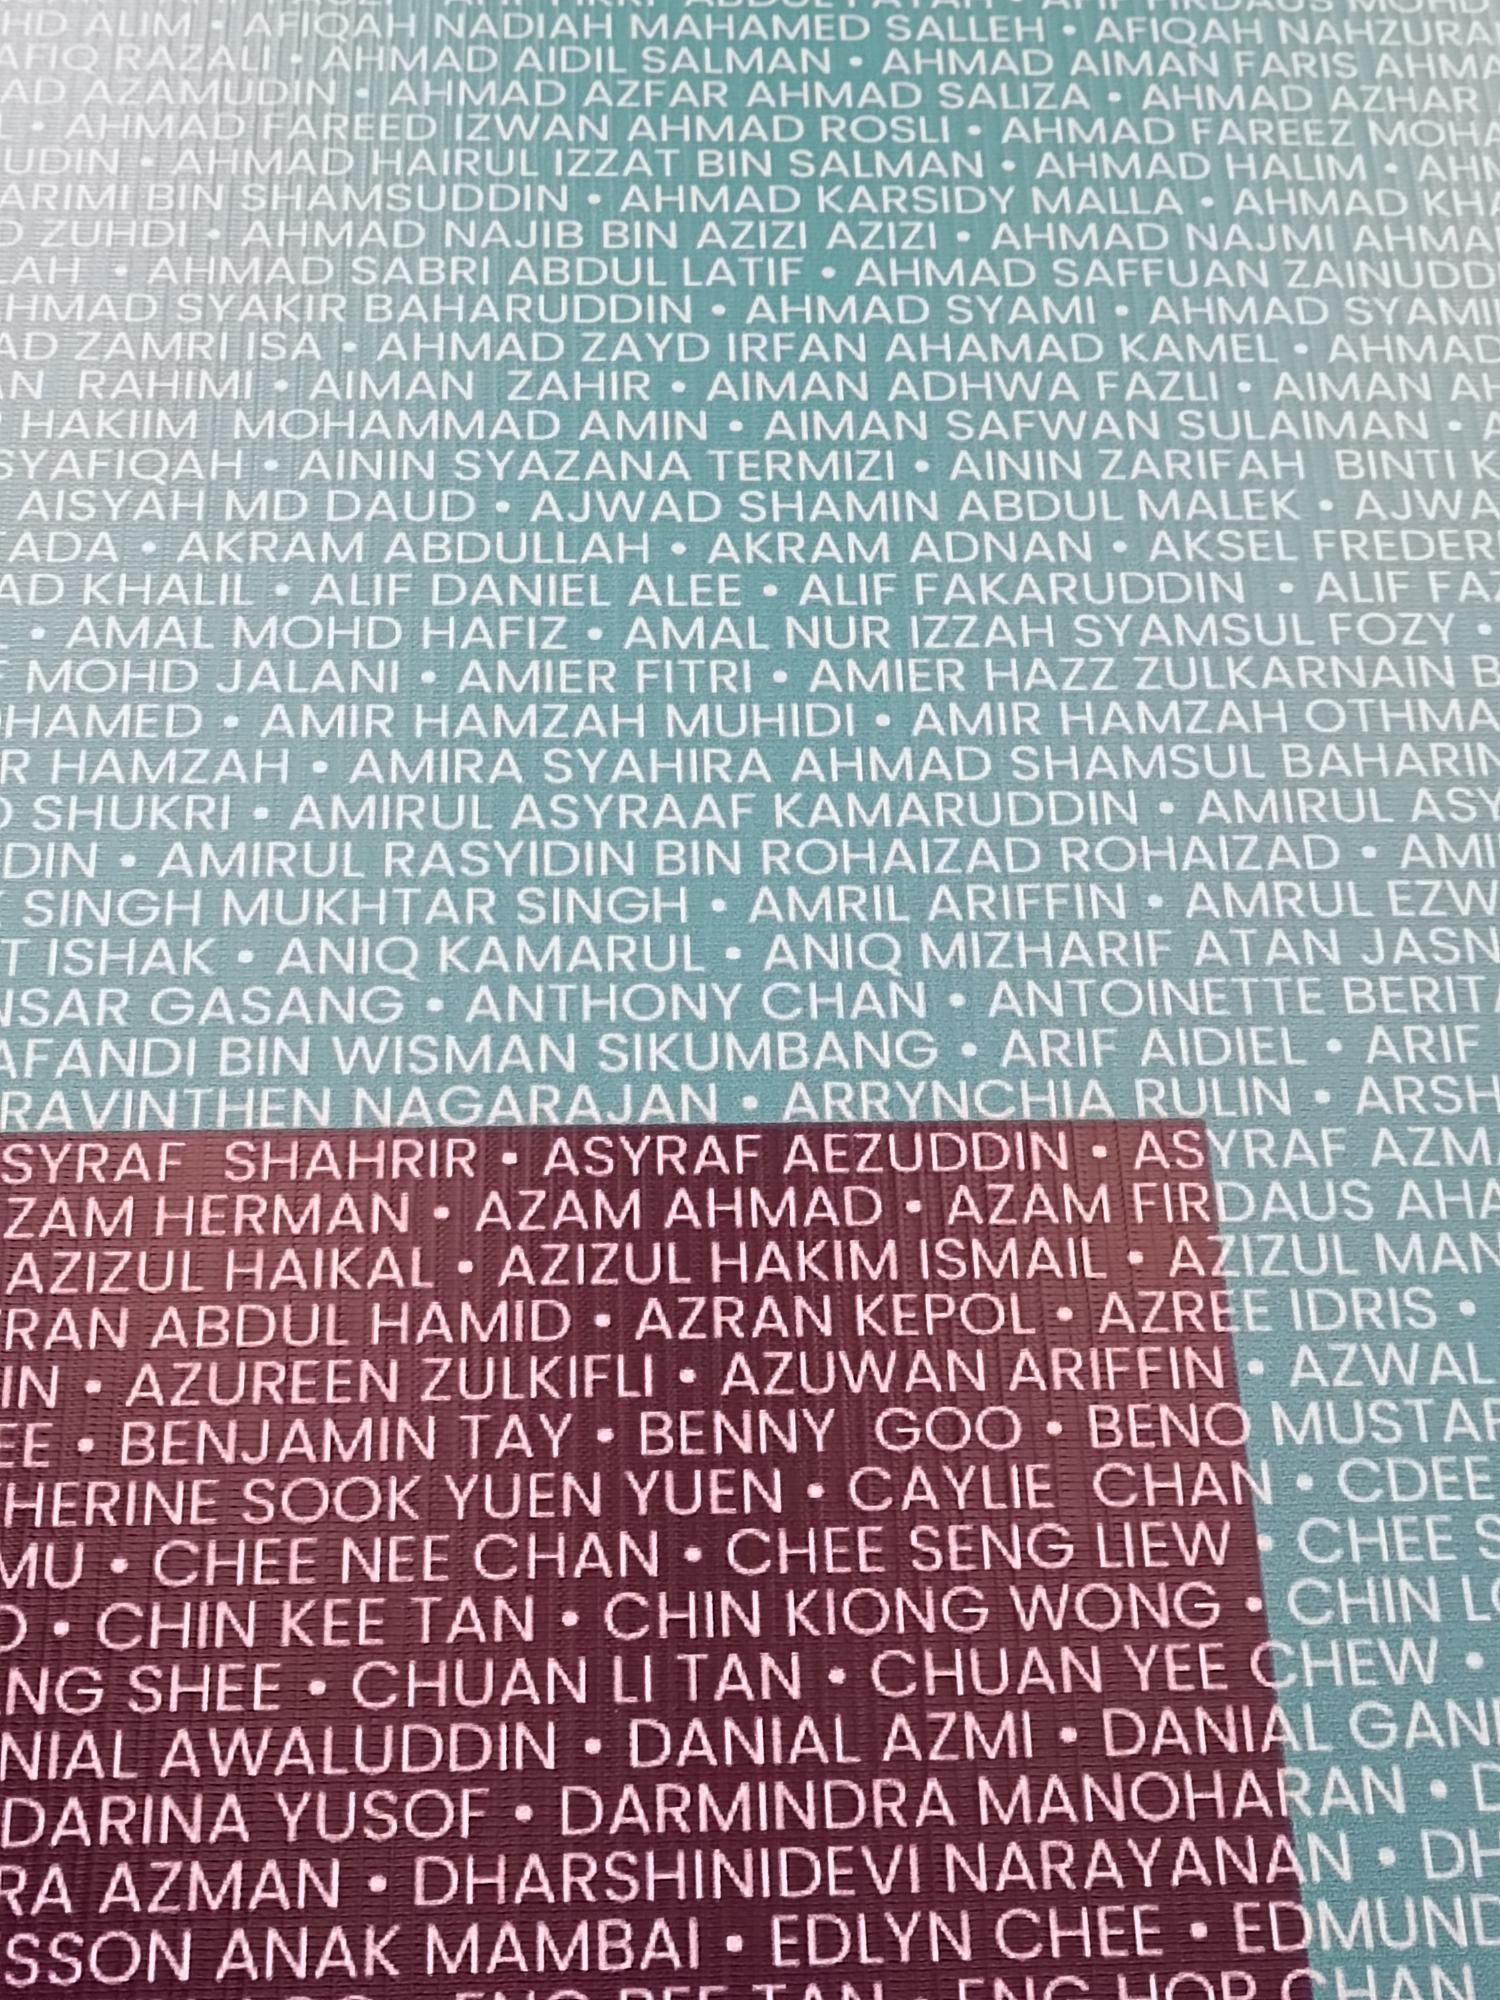 HD ALIM • AFIQAH NADIAH MAHAMED SALLEH • AFIQAH NAHZURA
AFIQ RAZALI • AHMAD AIDIL SALMAN • AHMAD AIMAN FARIS AHMA
AD AZAMUDIN • AHMAD AZFAR AHMAD SALIZA • AHMAD AZHAR
• AHMAD FAREED IZWAN AHMAD ROSLI • AHMAD FAREEZ MOHA
UDIN • AHMAD HAIRUL IZZAT BIN SALMAN • AHMAD HALIM • AHM
ARIMI BIN SHAMSUDDIN • AHMAD KARSIDY MALLA • AHMAD KHA
D ZUHDI • AHMAD NAJIB BIN AZIZI AZIZI • AHMAD NAJMI AHMA
AH • AHMAD SABRI ABDUL LATIF • AHMAD SAFFUAN ZAINUDD
HMAD SYAKIR BAHARUDDIN • AHMAD SYAMI • AHMAD SYAMI
AD ZAMRI ISA • AHMAD ZAYD IRFAN AHAMAD KAMEL • AHMAD
AN RAHIMI • AIMAN ZAHIR • AIMAN ADHWA FAZLI • AIMAN AH
HAKIIM MOHAMMAD AMIN • AIMAN SAFWAN SULAIMAN • A
SYAFIQAH • AININ SYAZANA TERMIZI • AININ ZARIFAH BINTI K
AISYAH MD DAUD • AJWAD SHAMIN ABDUL MALEK • AJWA
ADA • AKRAM ABDULLAH • AKRAM ADNAN • AKSEL FREDER
AD KHALIL • ALIF DANIEL ALEE • ALIF FAKARUDDIN • ALIF FA
• AMAL MOHD HAFIZ • AMAL NUR IZZAH SYAMSUL FOZY •
MOHD JALANI • AMIER FITRI • AMIER HAZZ ZULKARNAIN B
HAMED • AMIR HAMZAH MUHIDI • AMIR HAMZAH OTHMA
R HAMZAH • AMIRA SYAHIRA AHMAD SHAMSUL BAHARIN
D SHUKRI • AMIRUL ASYRAAF KAMARUDDIN • AMIRUL ASY
DIN • AMIRUL RASYIDIN BIN ROHAIZAD ROHAIZAD • AMI
SINGH MUKHTAR SINGH • AMRIL ARIFFIN • AMRUL EZW
T ISHAK • ANIQ KAMARUL • ANIQ MIZHARIF ATAN JASN
NSAR GASANG • ANTHONY CHAN • ANTOINETTE BERIT
AFANDI BIN WISMAN SIKUMBANG • ARIF AIDIEL • ARIF
RAVINTHEN NAGARAJAN • ARRYNCHIA RULIN • ARSH
SYRAF SHAHRIR • ASYRAF AEZUDDIN • ASYRAF AZM
ZAM HERMAN • AZAM AHMAD • AZAM FIRDAUS AHA
AZIZUL HAIKAL • AZIZUL HAKIM ISMAIL • AZIZUL MAN
RAN ABDUL HAMID • AZRAN KEPOL • AZREE IDRIS •
IN • AZUREEN ZULKIFLI • AZUWAN ARIFFIN • AZWAL
EE • BENJAMIN TAY • BENNY GOO • BENO MUSTAF
HERINE SOOK YUEN YUEN • CAYLIE CHAN • CDEE
MU • CHEE NEE CHAN • CHEE SENG LIEW • CHEE S
• CHIN KEE TAN • CHIN KIONG WONG • CHIN LO
NG SHEE • CHUAN LI TAN • CHUAN YEE CHEW •
NIAL AWALUDDIN • DANIAL AZMI • DANIAL GANI
DARINA YUSOF • DARMINDRA MANOHARAN • D
RA AZMAN • DHARSHINIDEVI NARAYANAN • DH
SSON ANAK MAMBAI • EDLYN CHEE • EDMUND
TAN • ENG HOR CHAN